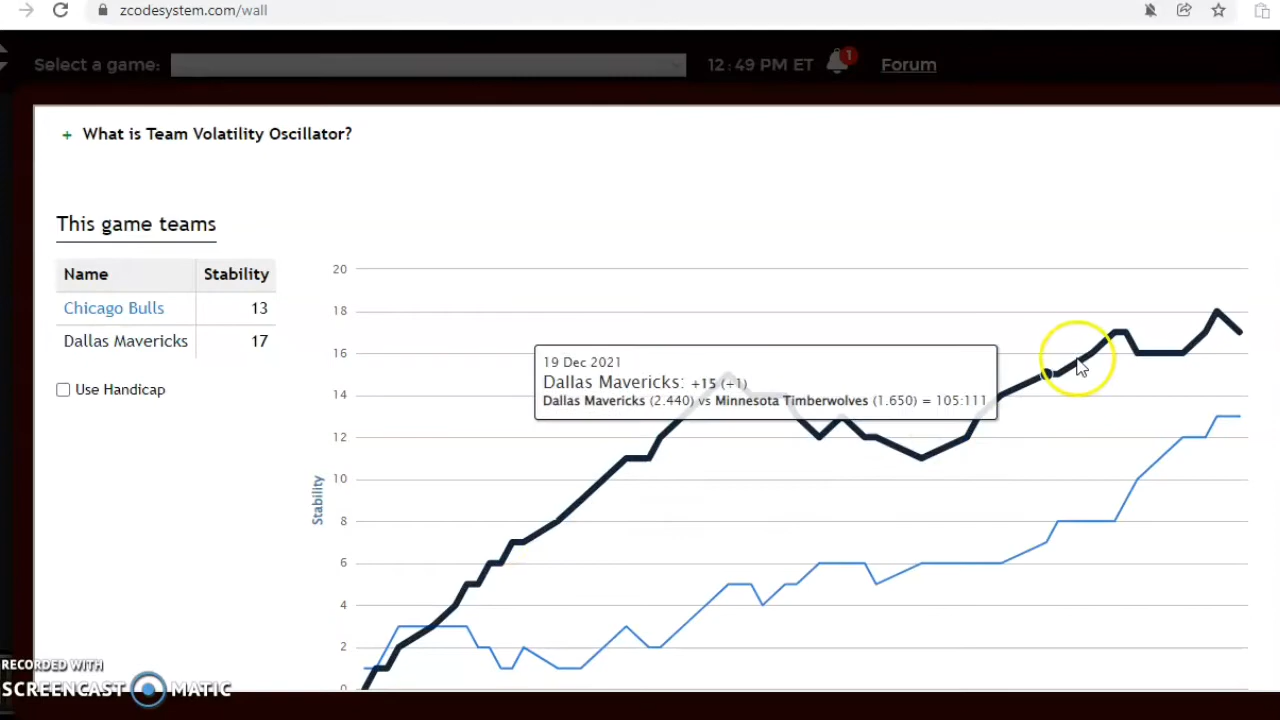 zcodesystem.com/wall
Select a game:
12:49 PM ET
1
Forum
+ What is Team Volatility Oscillator?
This game teams
Name Stability
Chicago Bulls 13
Dallas Mavericks 17
Use Handicap
20
18
16
14
12
10
8
6
4
2
0
Stability
19 Dec 2021
Dallas Mavericks: +15 (+1)
Dallas Mavericks (2.440) vs Minnesota Timberwolves (1.650) = 105:111
RECORDED WITH
SCREENCAST MATIC